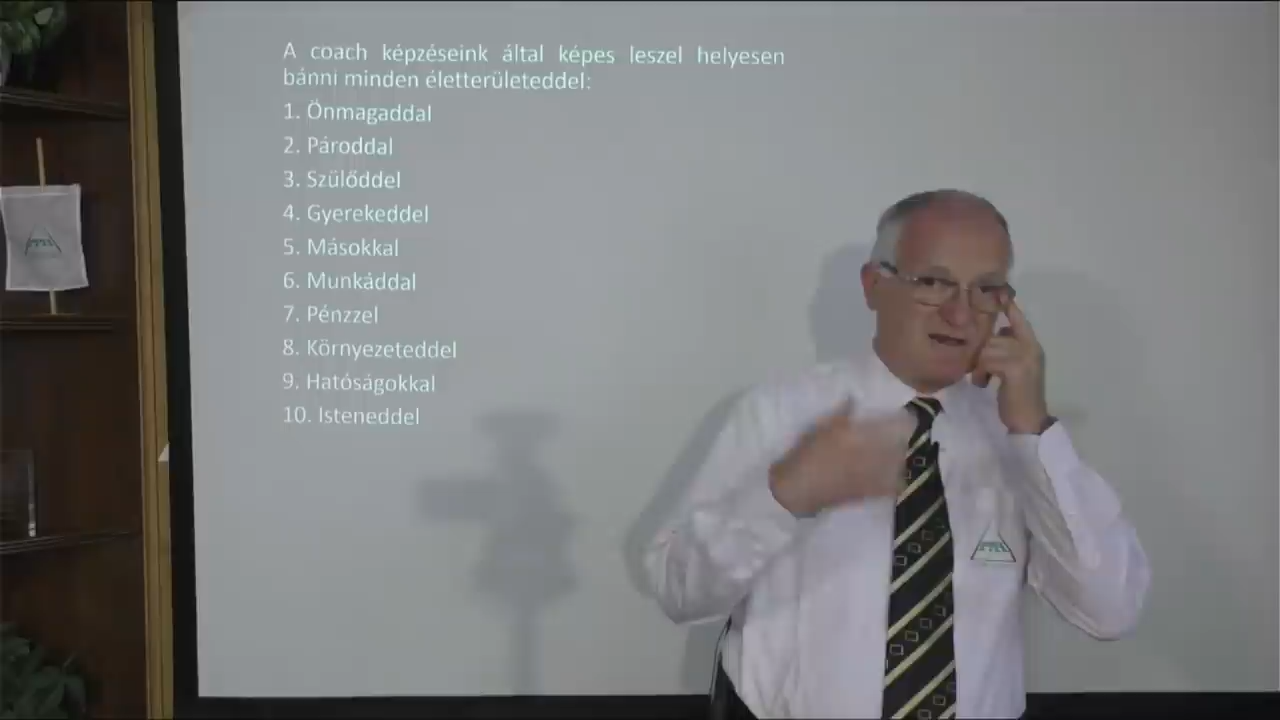 A coach képzéseink által képes leszel helyesen
bánni minden életterületeddel:
1. Önmagaddal
2. Pároddal
3. Szülőddel
4. Gyerekeddel
5. Másokkal
6. Munkáddal
7. Pénzzel
8. Környezeteddel
9. Hatóságokkal
10. Isteneddel